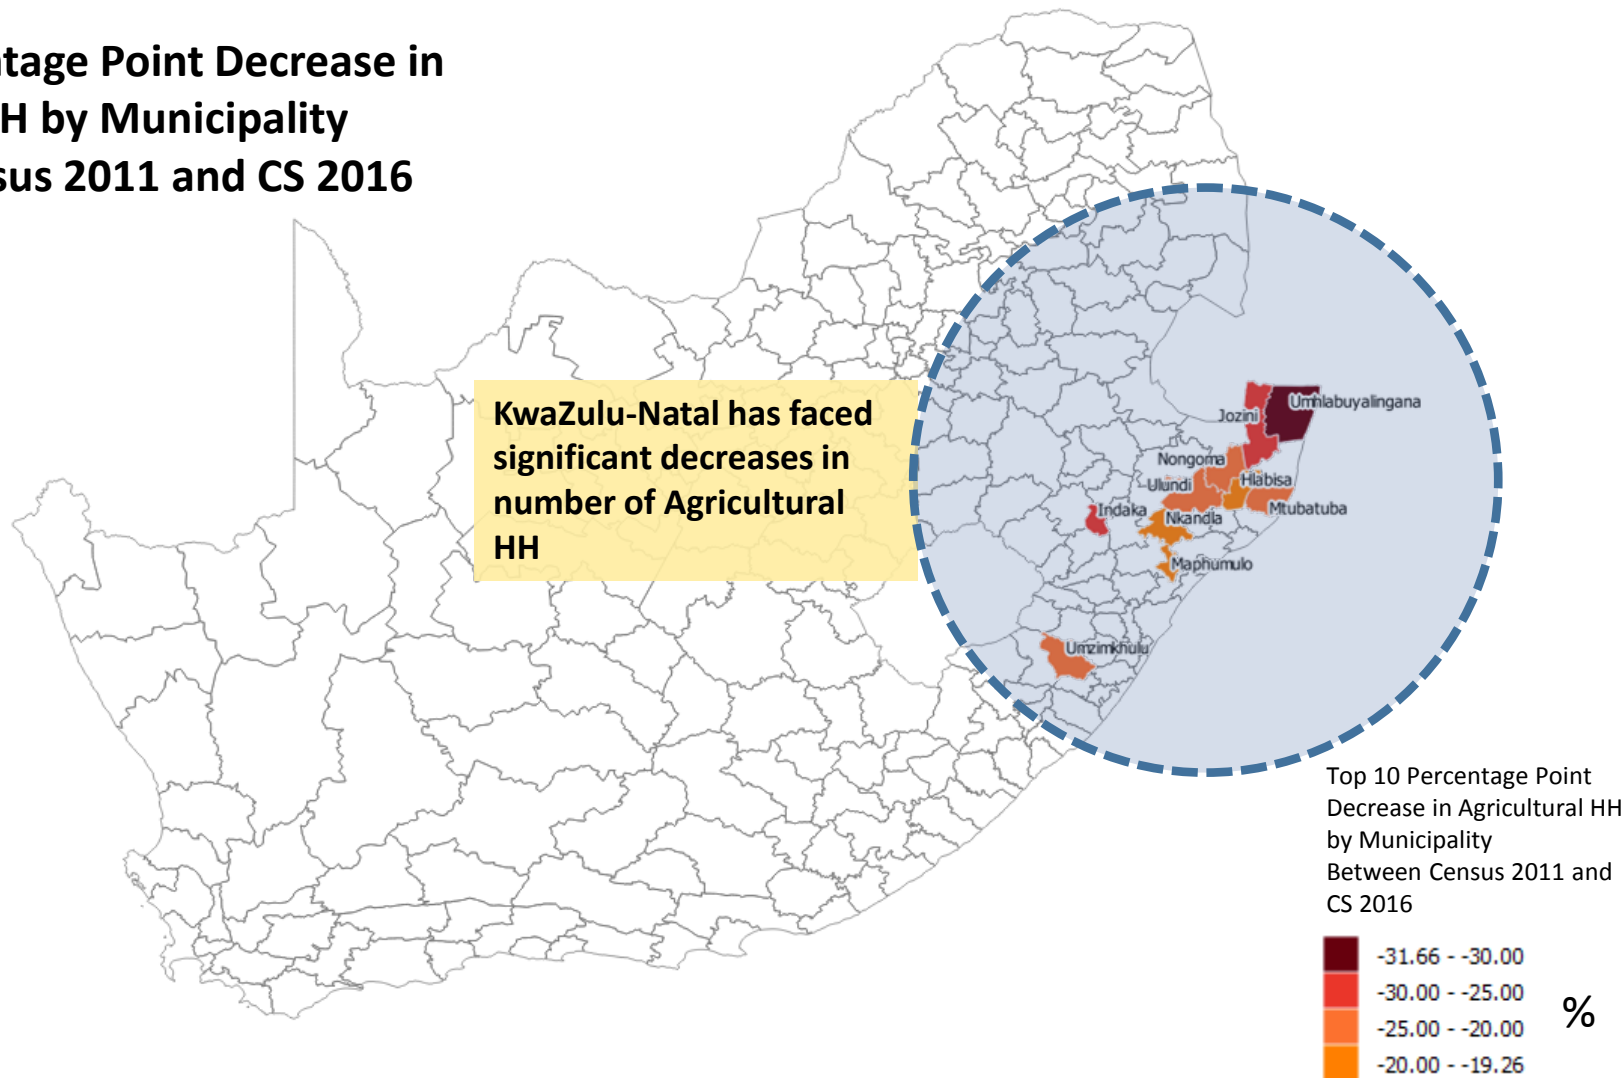 ntage Point Decrease in
H by Municipality
sus 2011 and CS 2016
KwaZulu-Natal has faced
significant decreases in
number of Agricultural
HH
Jozini
Umhlabuyalingana
Nongoma
Ulundi
Hlabisa
Mtubatuba
Indaka
Nkandla
Maphumulo
Umzimkhulu
Top 10 Percentage Point
Decrease in Agricultural HH
by Municipality
Between Census 2011 and
CS 2016
-31.66 - -30.00
-30.00 - -25.00
-25.00 - -20.00
-20.00 - -19.26
%